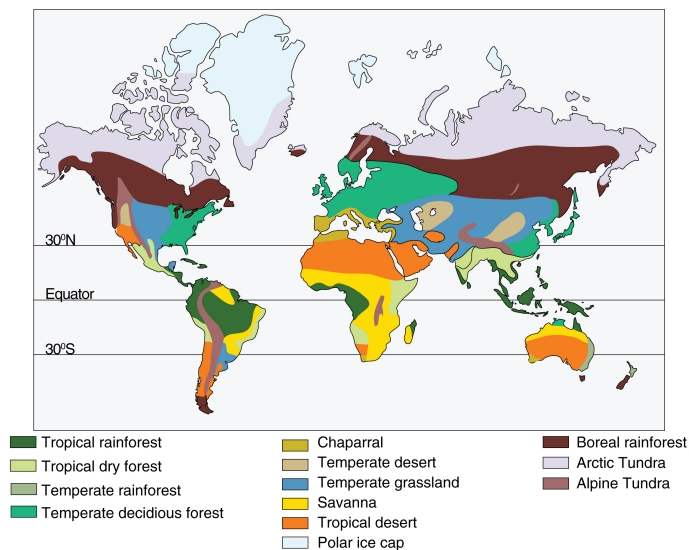 30⁰N
Equator
30⁰S
Tropical rainforest
Tropical dry forest
Temperate rainforest
Temperate decidious forest
Chaparral
Temperate desert
Temperate grassland
Savanna
Tropical desert
Polar ice cap
Boreal rainforest
Arctic Tundra
Alpine Tundra